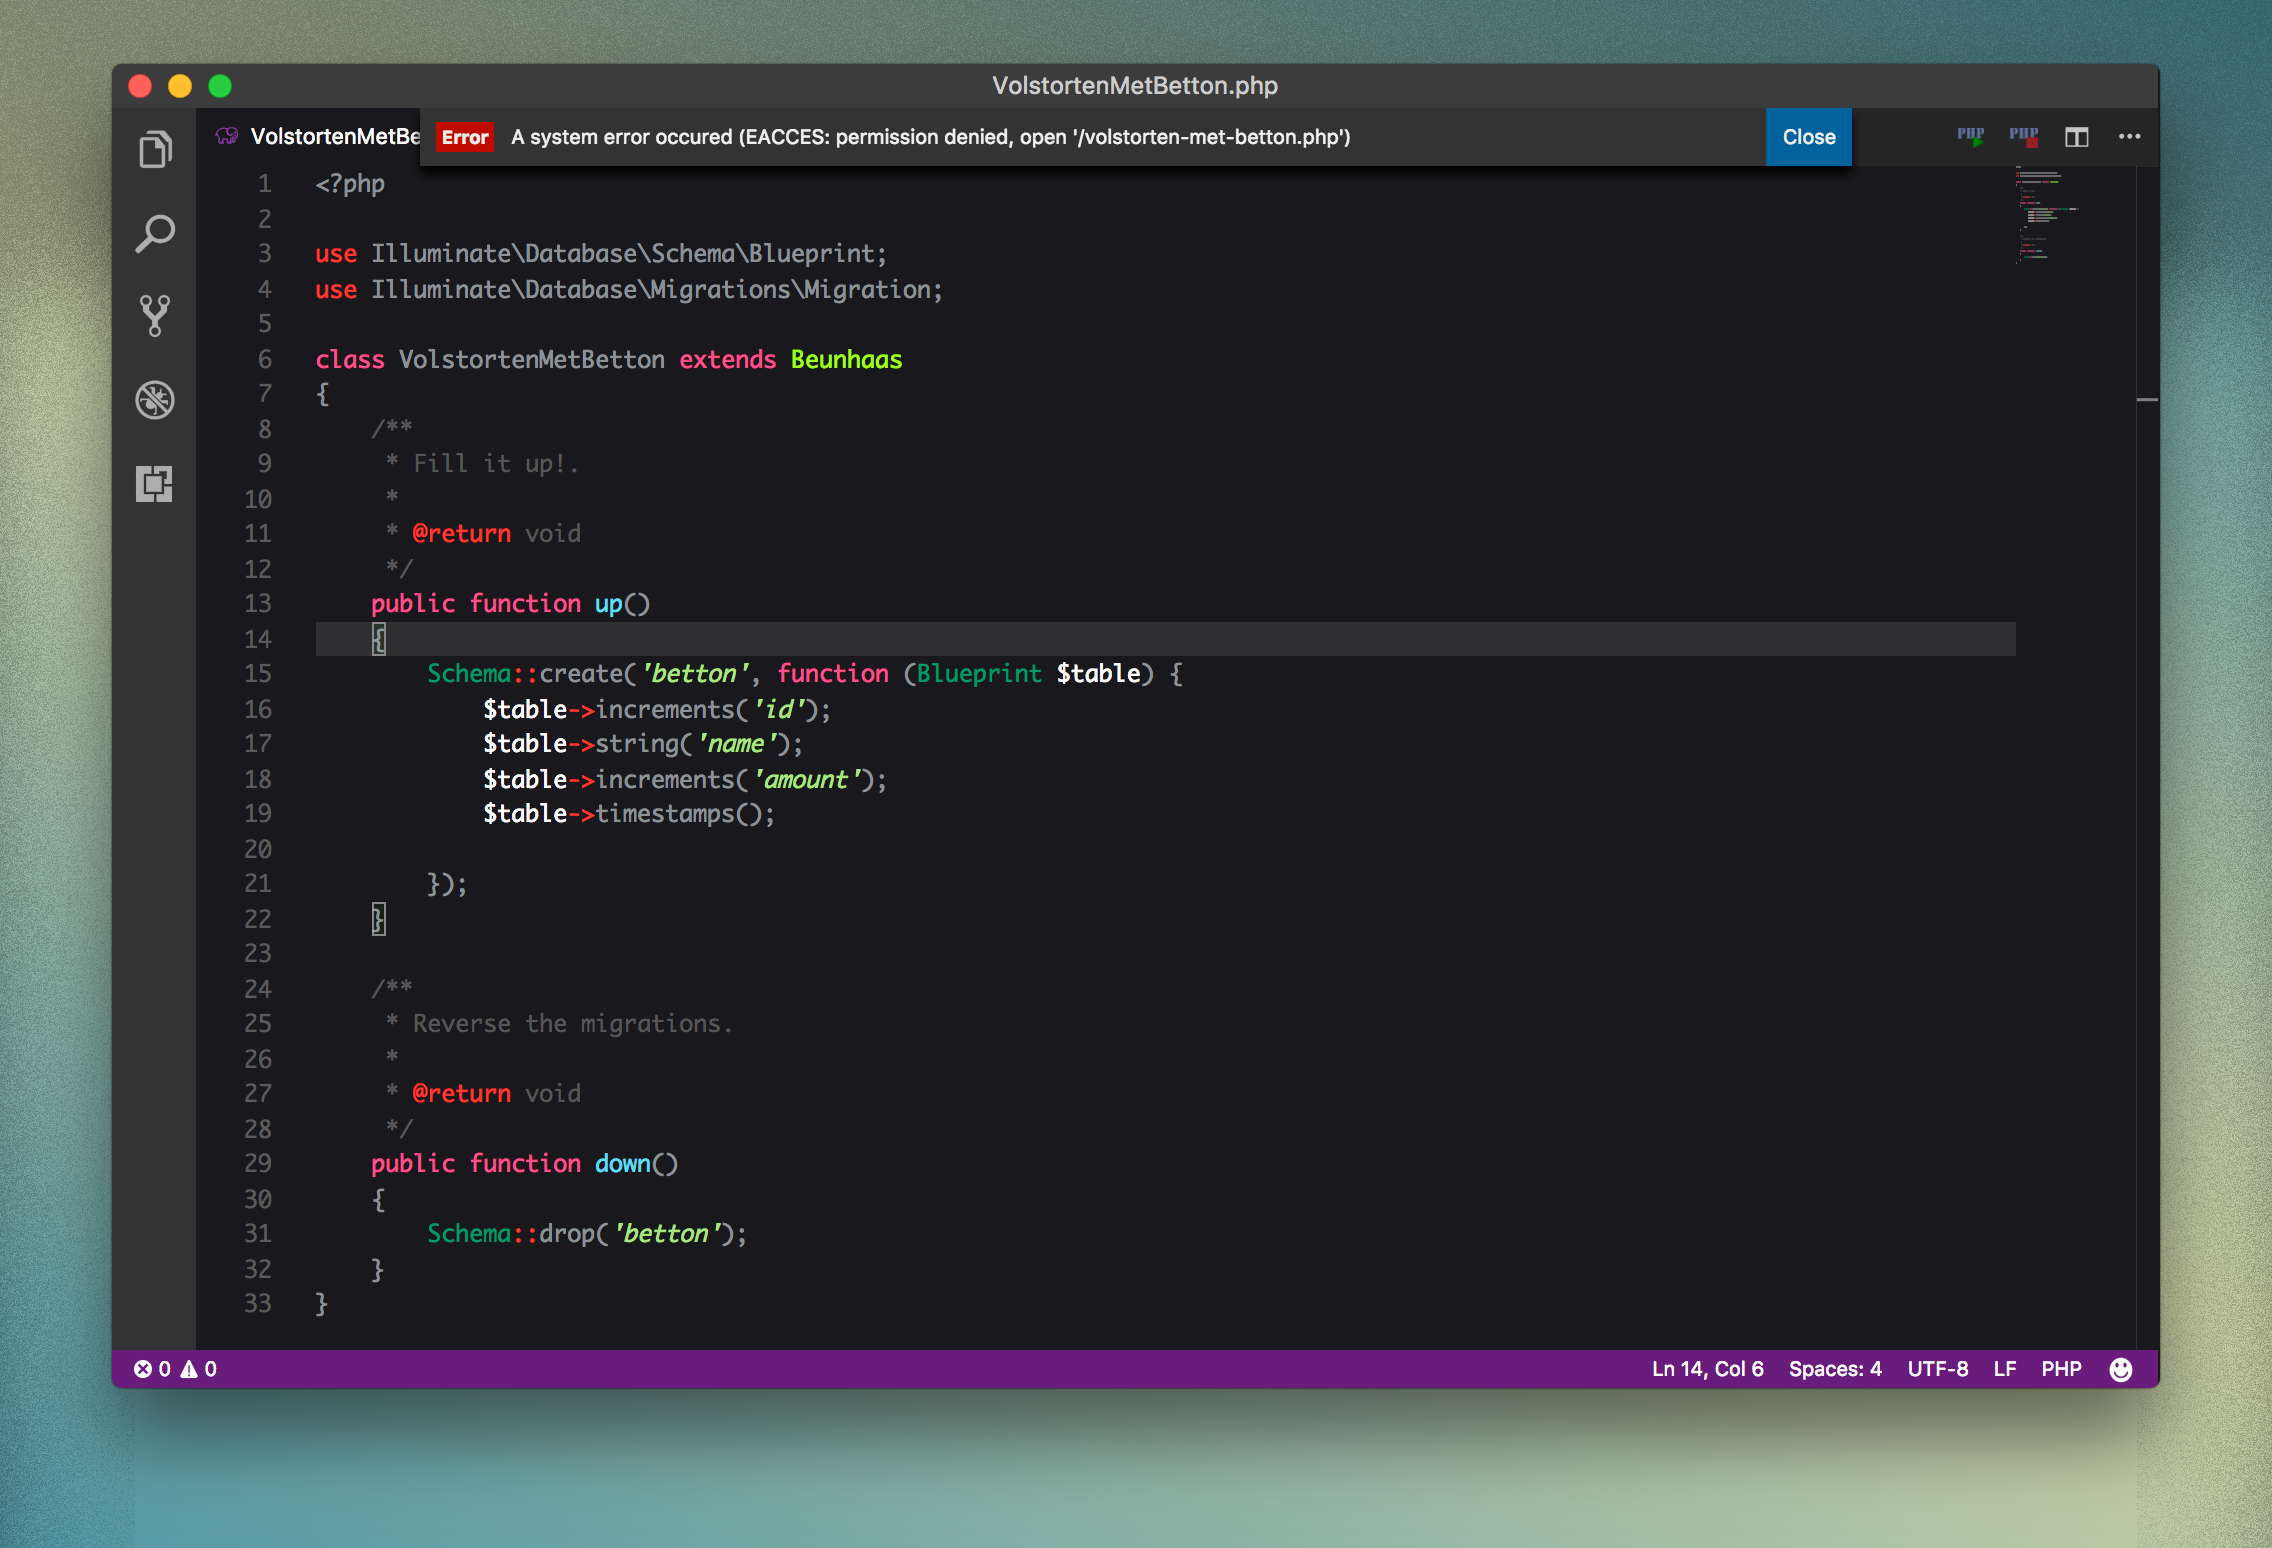 VolstortenMetBetton.php
VolstortenMetBe
Error A system error occured (EACCES: permission denied, open '/volstorten-met-betton.php') Close PHP PHP
1 <?php
2
3 use Illuminate\Database\Schema\Blueprint;
4 use Illuminate\Database\Migrations\Migration;
5
6 class VolstortenMetBetton extends Beunhaas
7 {
8 /**
9 * Fill it up!.
10 *
11 * @return void
12 */
13 public function up()
14 {
15 Schema::create('betton', function (Blueprint $table) {
16 $table->increments('id');
17 $table->string('name');
18 $table->increments('amount');
19 $table->timestamps();
20
21 });
22 }
23
24 /**
25 * Reverse the migrations.
26 *
27 * @return void
28 */
29 public function down()
30 {
31 Schema::drop('betton');
32 }
33 }
0 0 Ln 14, Col 6 Spaces: 4 UTF-8 LF PHP